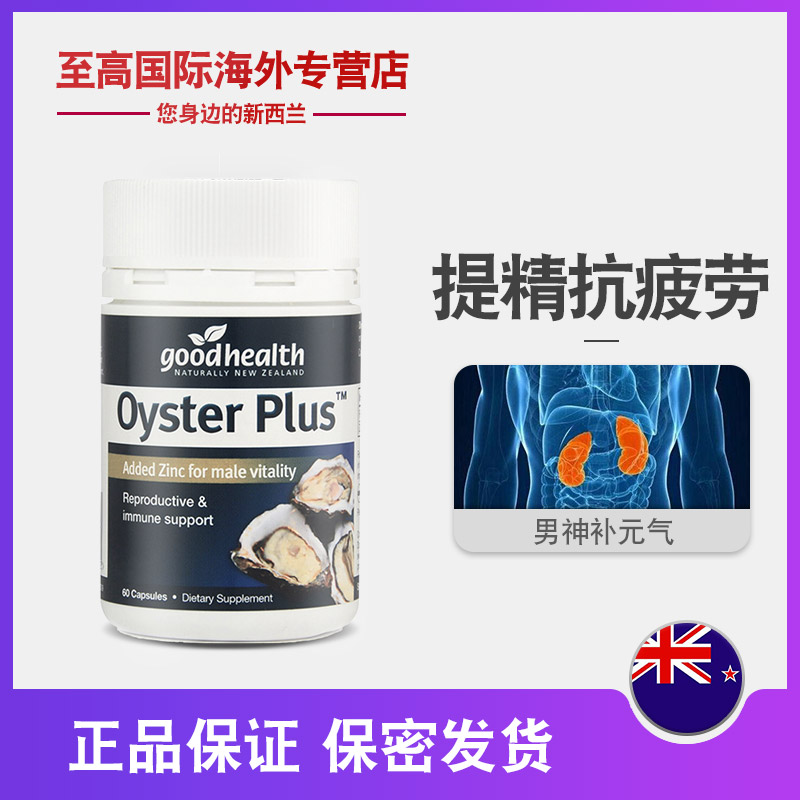 至高国际海外专营店
您身边的新西兰
goodhealth
NATURALLY NEW ZEALAND
Oyster Plus™
Added Zinc for male vitality
Reproductive &
immune support
60 Capsules • Dietary Supplement
提精抗疲劳
男神补元气
正品保证 保密发货